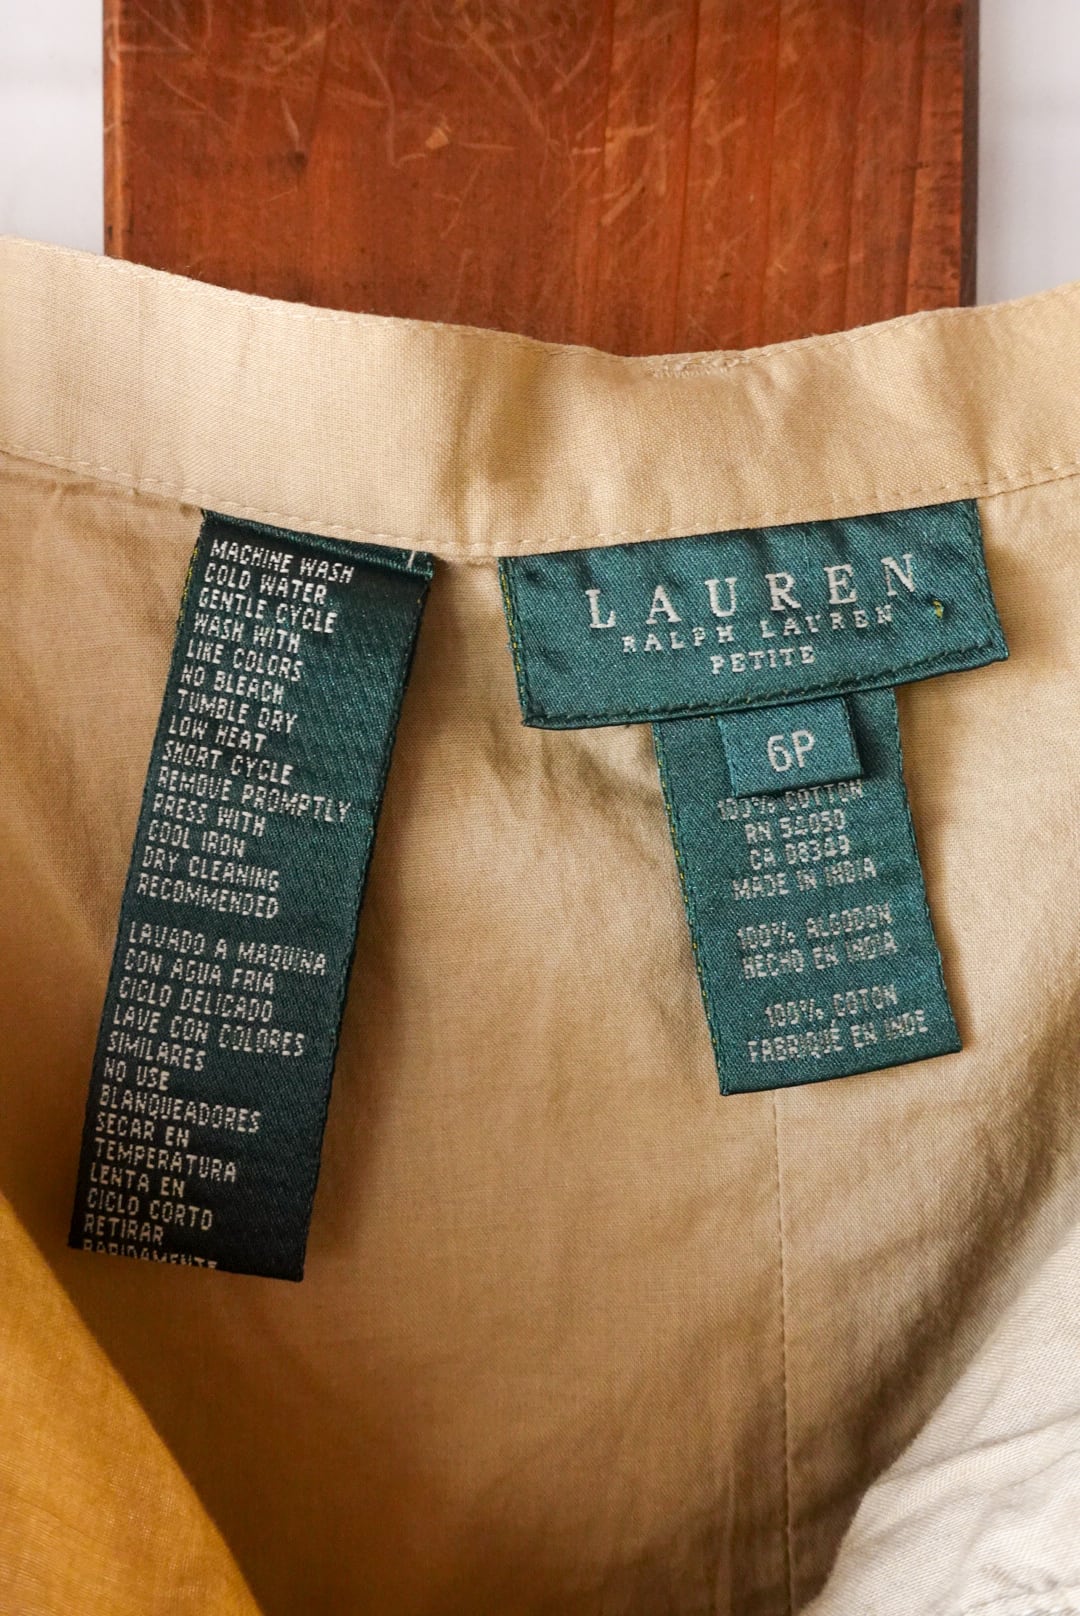 MACHINE WASH
COLD WATER
GENTLE CYCLE
WASH WITH
LIKE COLORS
NO BLEACH
TUMBLE DRY
LOW HEAT
SHORT CYCLE
REMOVE PROMPTLY
PRESS WITH
COOL IRON
DRY CLEANING
RECOMMENDED
LAVADO A MAQUINA
CON AGUA FRIA
CICLO DELICADO
LAVE CON COLORES
SIMILARES
NO USE
BLANQUEADORES
SECAR EN
TEMPERATURA
LENTA EN
CICLO CORTO
RETIRAR
RAPIDAMENTE
LAUREN
RALPH LAUREN
PETITE
6P
100% COTTON
RN 54050
CA 08349
MADE IN INDIA
100% ALGODON
HECHO EN INDIA
100% COTON
FABRIQUÉ EN INDE